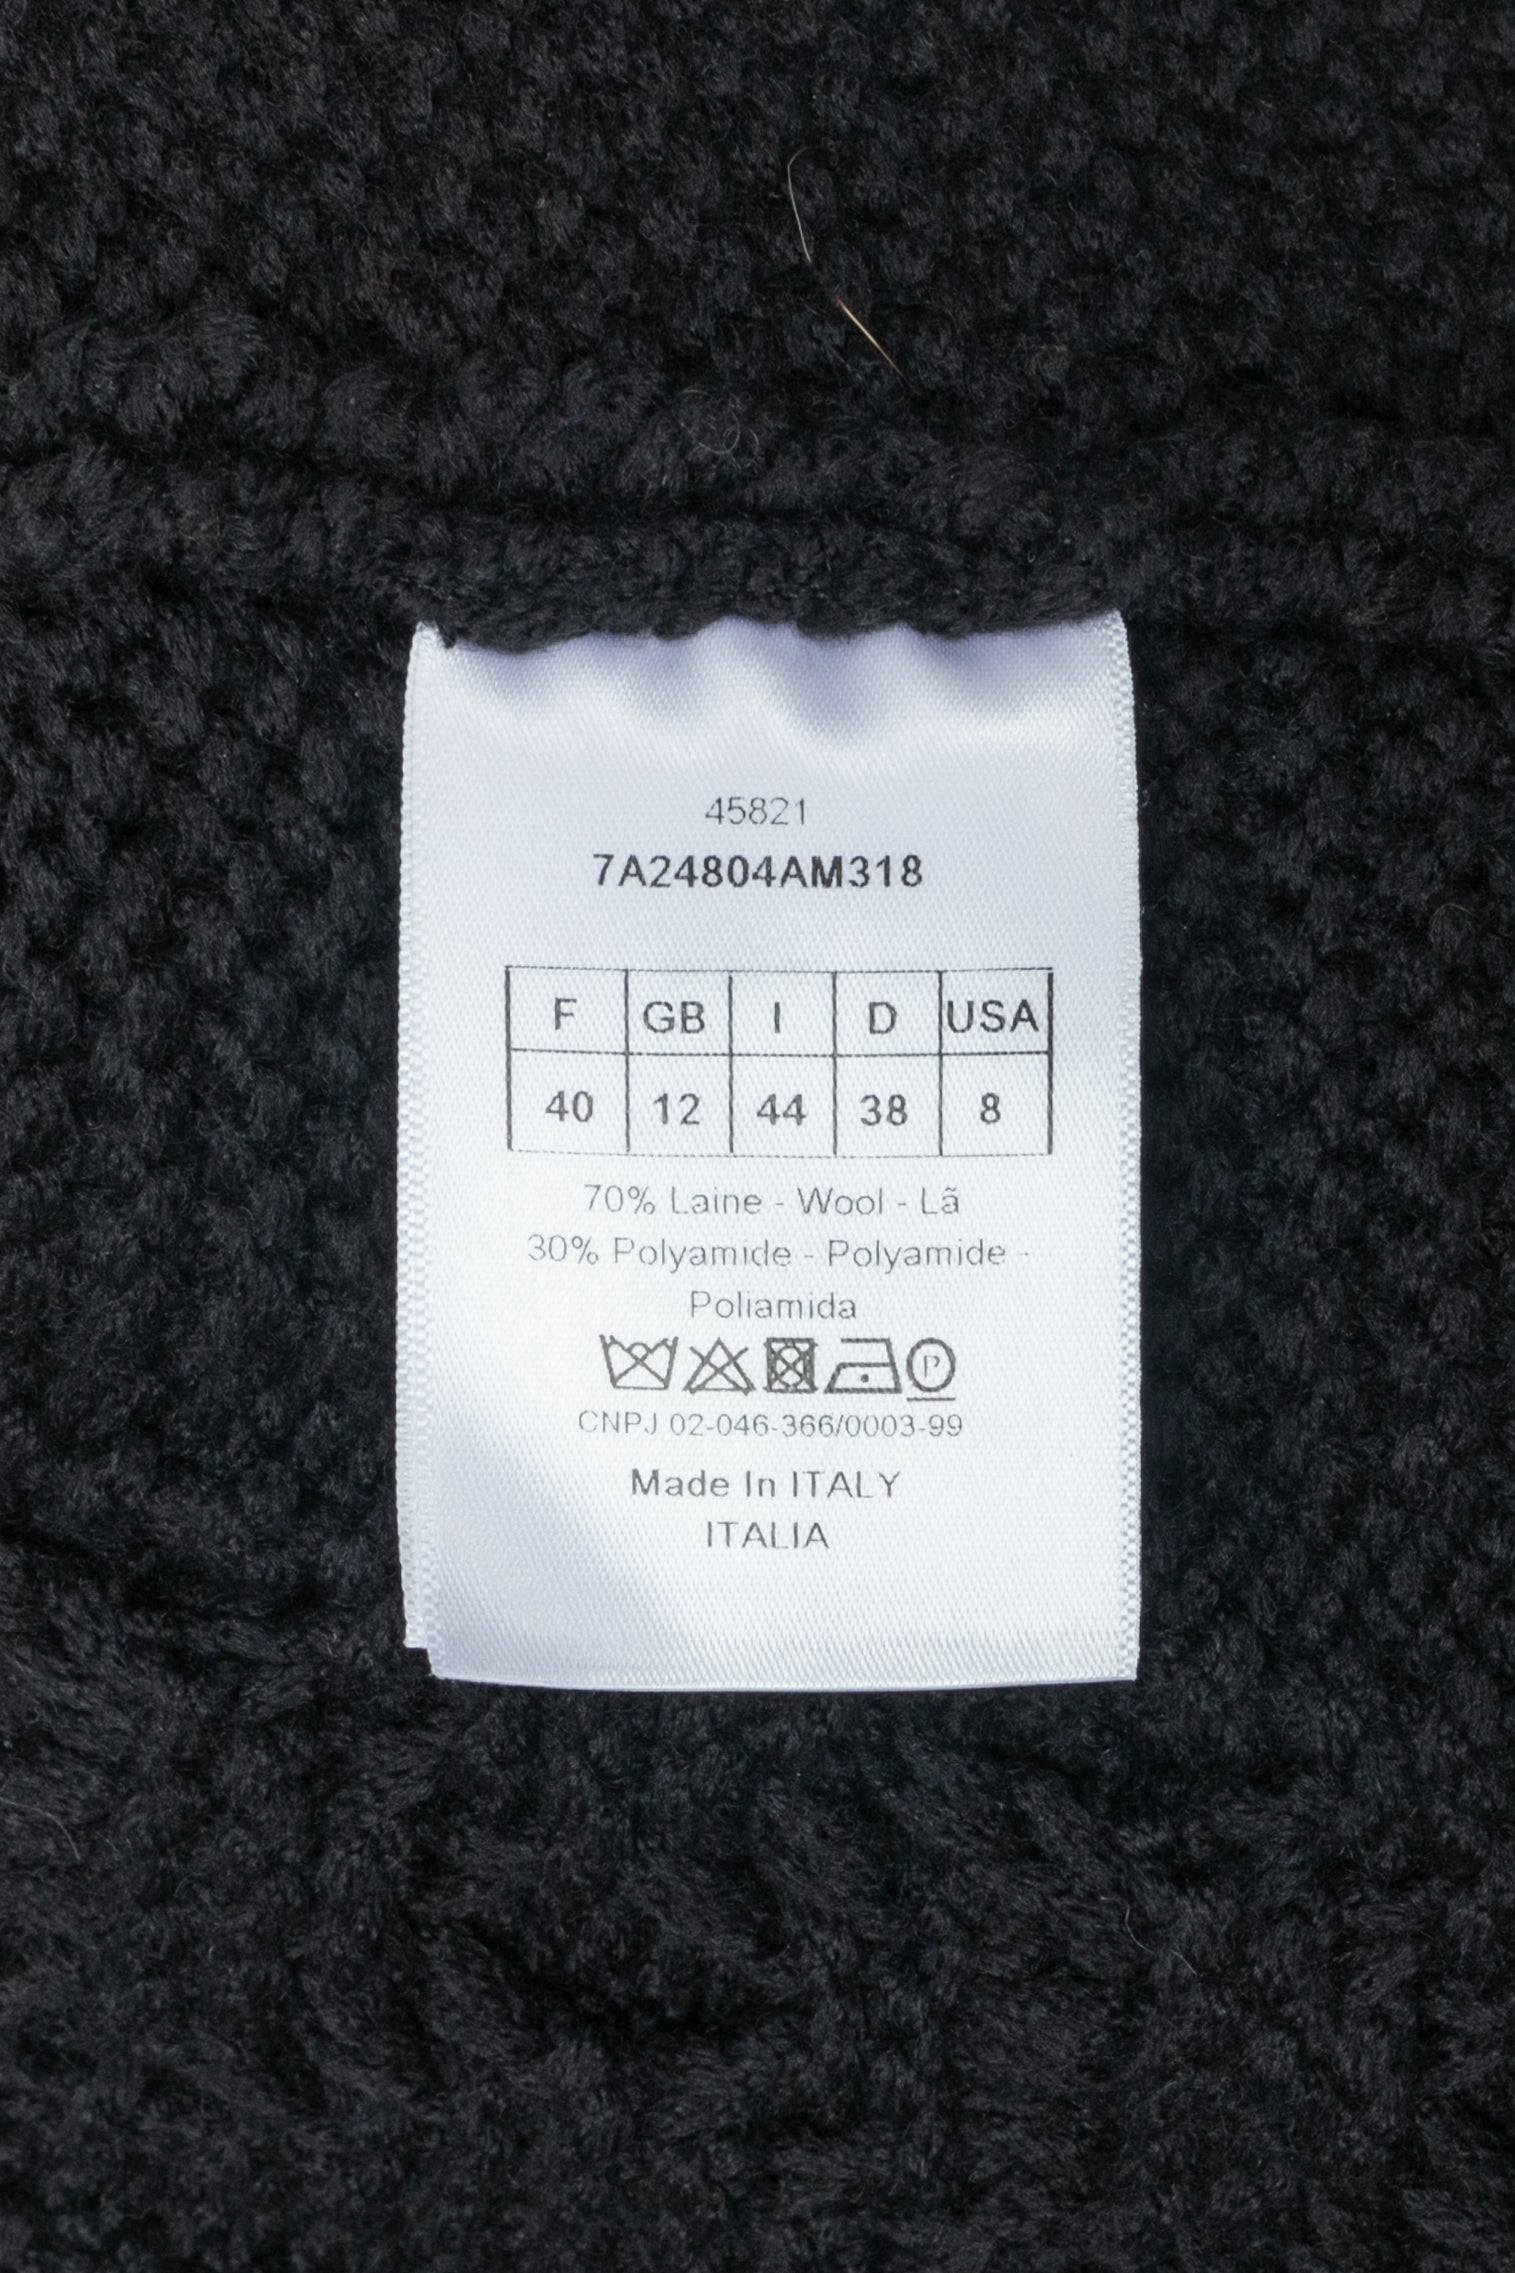 45821
7A24804AM318
F GB I D USA
40 12 44 38 8
70% Laine - Wool - Lã
30% Polyamide - Polyamide -
Poliamida
P
CNPJ 02-046-366/0003-99
Made In ITALY
ITALIA